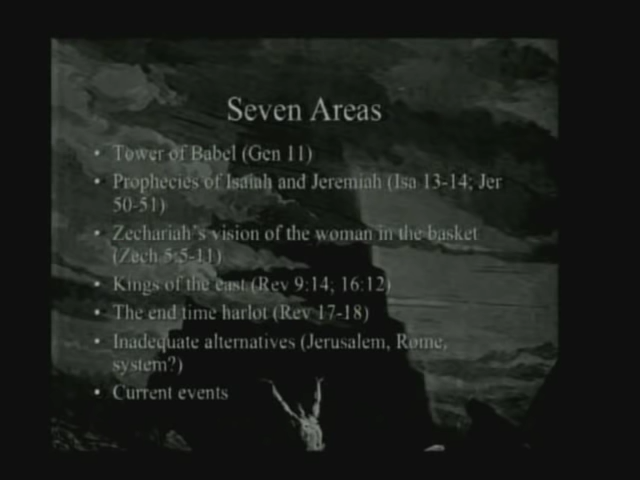 Seven Areas
• Tower of Babel (Gen 11)
• Prophecies of Isaiah and Jeremiah (Isa 13-14; Jer
50-51)
• Zechariah's vision of the woman in the basket
(Zech 5:5-11)
• Kings of the east (Rev 9:14; 16:12)
• The end time harlot (Rev 17-18)
• Inadequate alternatives (Jerusalem, Rome,
system?)
• Current events